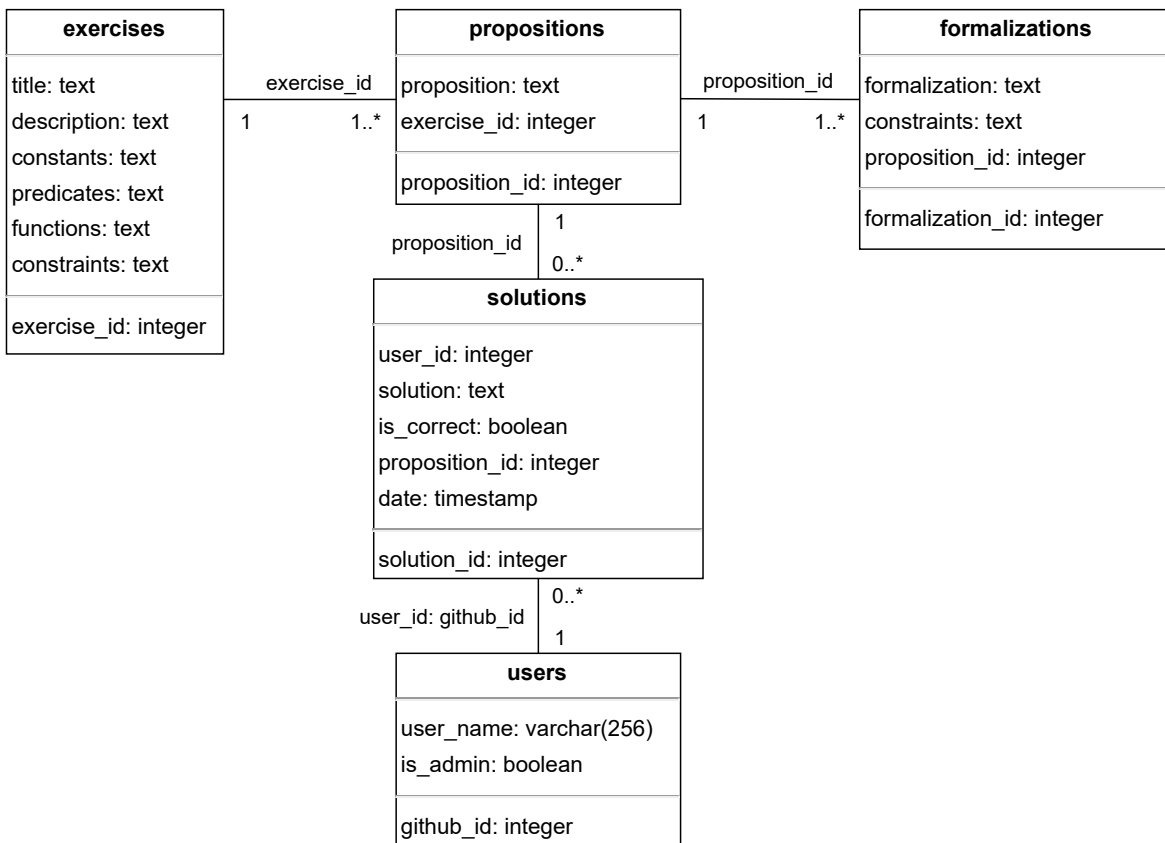 exercises
title: text
description: text
constants: text
predicates: text
functions: text
constraints: text
exercise_id: integer
exercise_id
1
1..*
propositions
proposition: text
exercise_id: integer
proposition_id: integer
proposition_id
1
1..*
formalizations
formalization: text
constraints: text
proposition_id: integer
formalization_id: integer
1
proposition_id
0..*
solutions
user_id: integer
solution: text
is_correct: boolean
proposition_id: integer
date: timestamp
solution_id: integer
0..*
user_id: github_id
1
users
user_name: varchar(256)
is_admin: boolean
github_id: integer